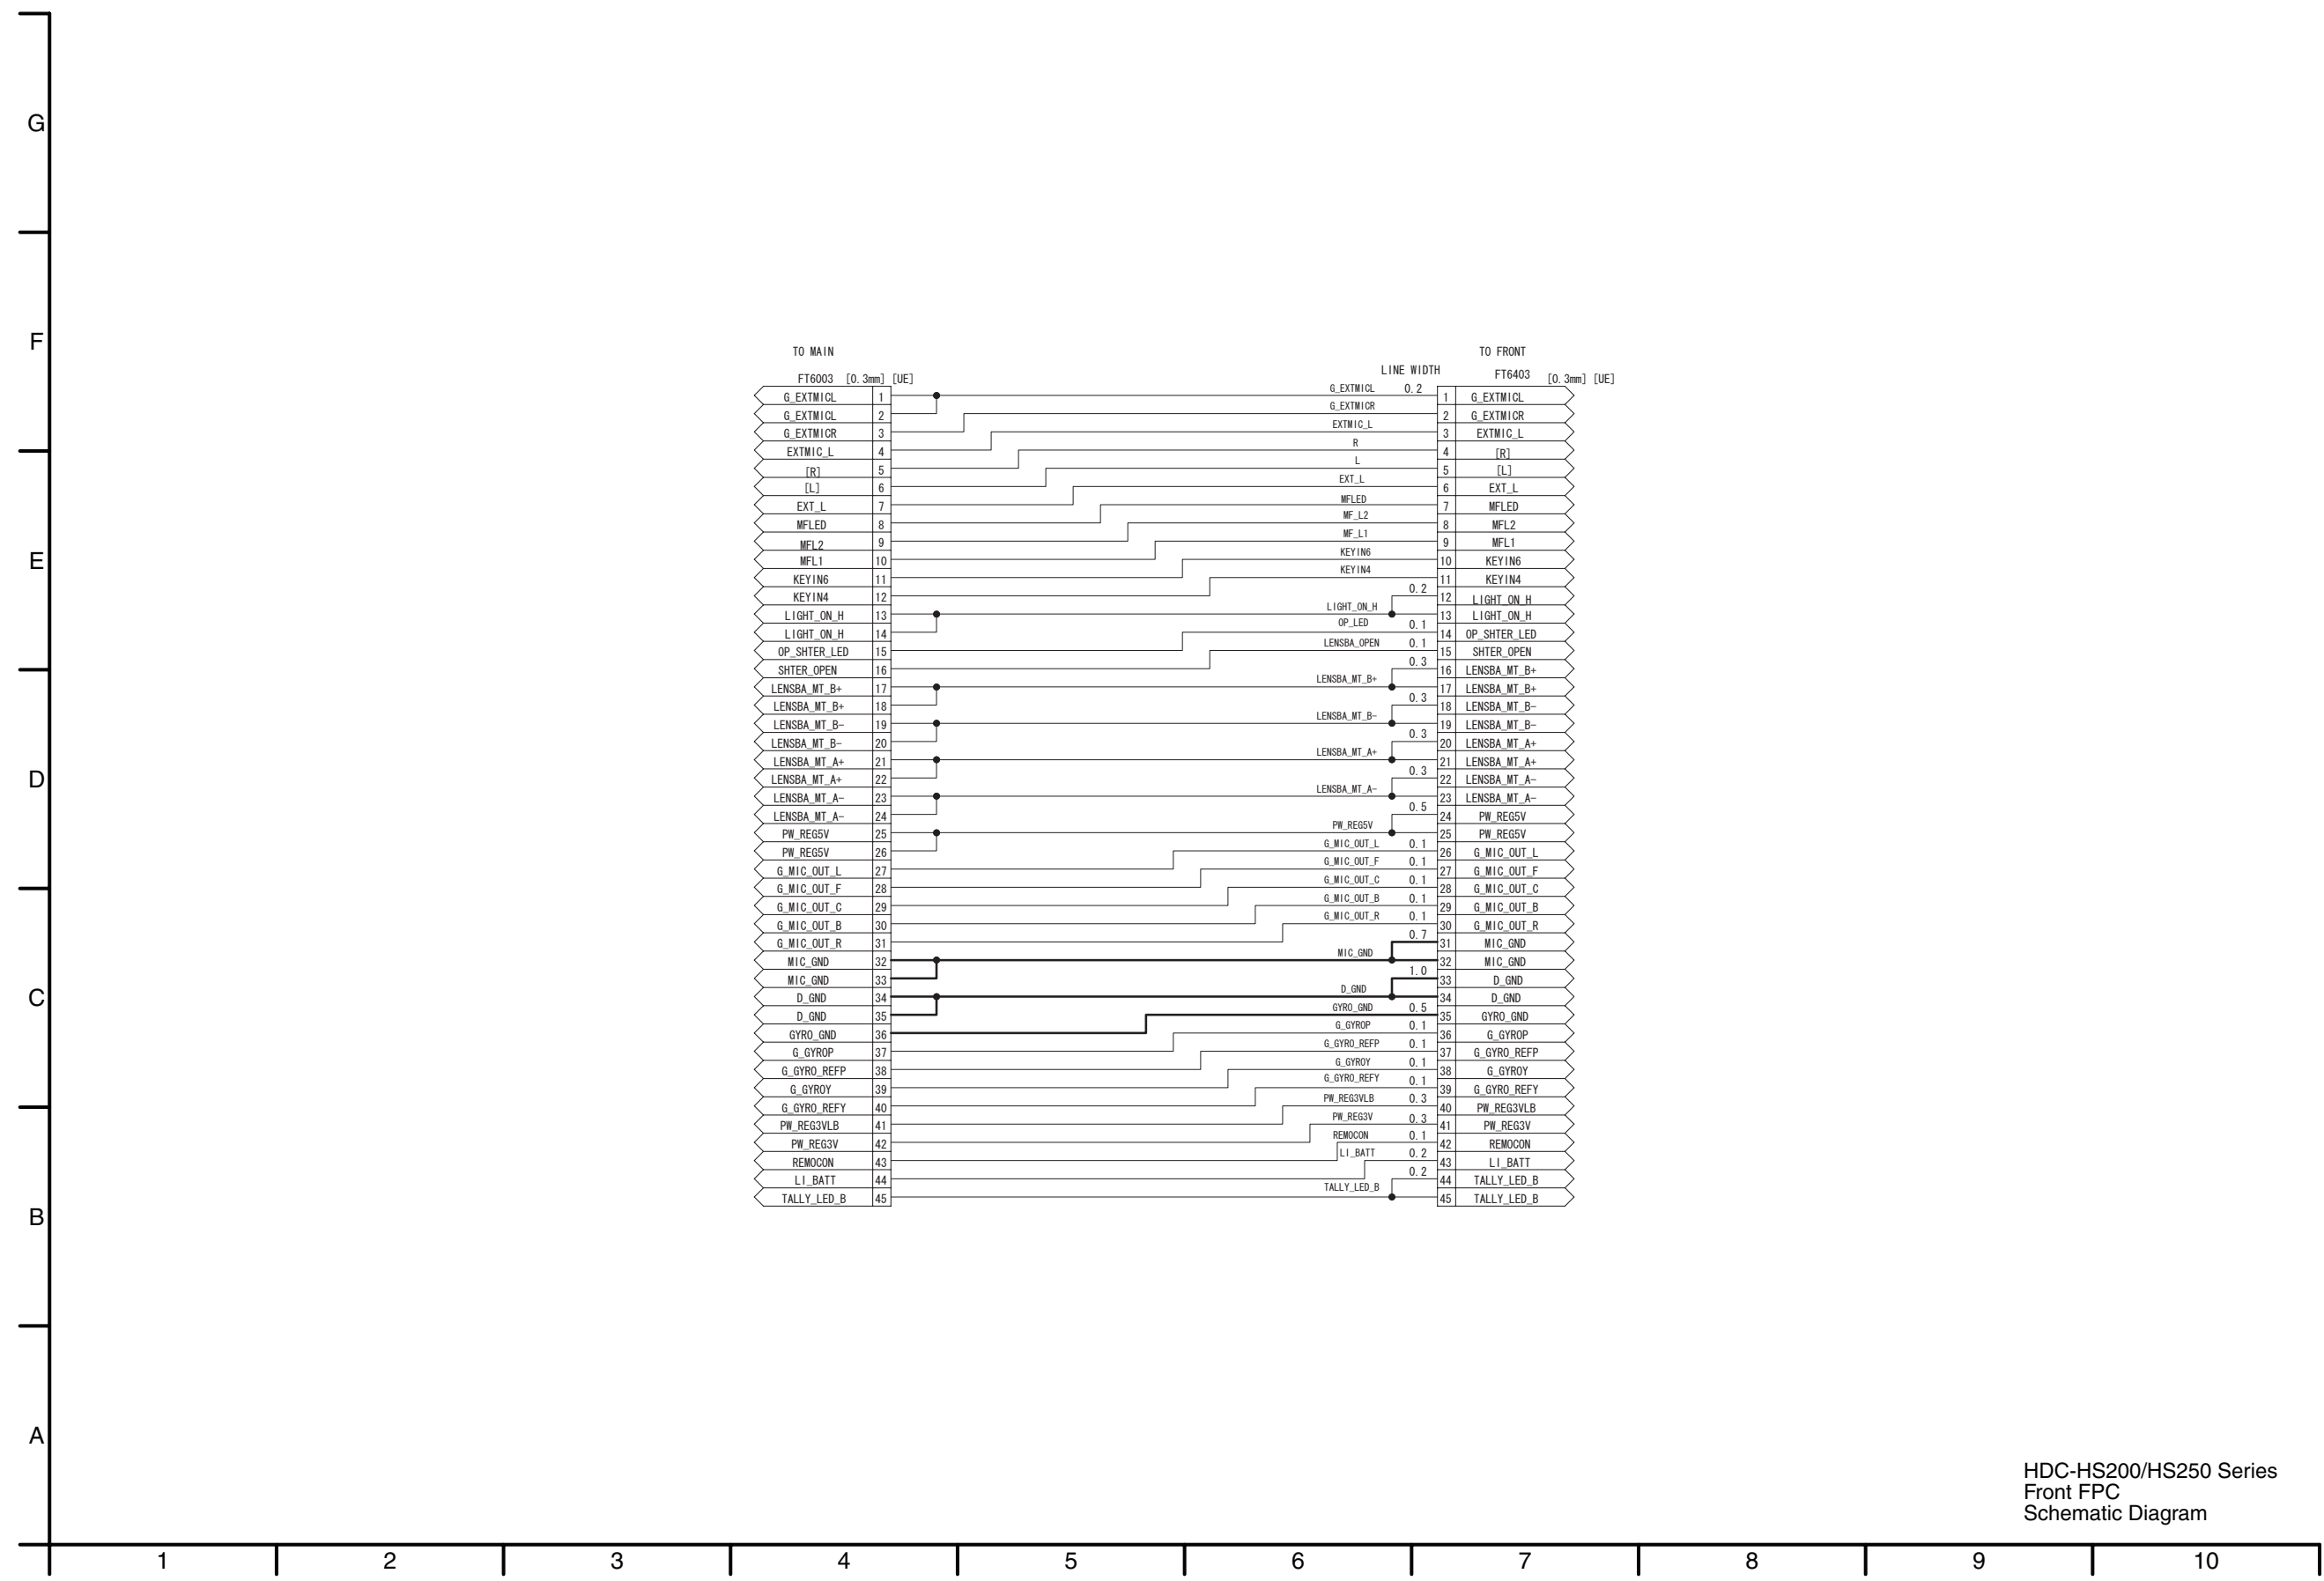 G
F
E
D
C
B
A
TO MAIN
FT6003 [0.3mm] [UE]
G_EXTMICL 1
G_EXTMICL 2
G_EXTMICR 3
EXTMIC_L 4
[R] 5
[L] 6
EXT_L 7
MFLED 8
MFL2 9
MFL1 10
KEYIN6 11
KEYIN4 12
LIGHT_ON_H 13
LIGHT_ON_H 14
OP_SHTER_LED 15
SHTER_OPEN 16
LENSBA_MT_B+ 17
LENSBA_MT_B+ 18
LENSBA_MT_B- 19
LENSBA_MT_B- 20
LENSBA_MT_A+ 21
LENSBA_MT_A+ 22
LENSBA_MT_A- 23
LENSBA_MT_A- 24
PW_REG5V 25
PW_REG5V 26
G_MIC_OUT_L 27
G_MIC_OUT_F 28
G_MIC_OUT_C 29
G_MIC_OUT_B 30
G_MIC_OUT_R 31
MIC_GND 32
MIC_GND 33
D_GND 34
D_GND 35
GYRO_GND 36
G_GYROP 37
G_GYRO_REFP 38
G_GYROY 39
G_GYRO_REFY 40
PW_REG3VLB 41
PW_REG3V 42
REMOCON 43
LI_BATT 44
TALLY_LED_B 45
LINE WIDTH
G_EXTMICL 0.2
G_EXTMICR
EXTMIC_L
R
L
EXT_L
MFLED
MF_L2
MF_L1
KEYIN6
KEYIN4
0.2
LIGHT_ON_H
OP_LED 0.1
LENSBA_OPEN 0.1
0.3
LENSBA_MT_B+
0.3
LENSBA_MT_B-
0.3
LENSBA_MT_A+
0.3
LENSBA_MT_A-
0.5
PW_REG5V
G_MIC_OUT_L 0.1
G_MIC_OUT_F 0.1
G_MIC_OUT_C 0.1
G_MIC_OUT_B 0.1
G_MIC_OUT_R 0.1
0.7
MIC_GND
1.0
D_GND
GYRO_GND 0.5
G_GYROP 0.1
G_GYRO_REFP 0.1
G_GYROY 0.1
G_GYRO_REFY 0.1
PW_REG3VLB 0.3
PW_REG3V 0.3
REMOCON 0.1
LI_BATT 0.2
0.2
TALLY_LED_B
TO FRONT
FT6403 [0.3mm] [UE]
1 G_EXTMICL
2 G_EXTMICR
3 EXTMIC_L
4 [R]
5 [L]
6 EXT_L
7 MFLED
8 MFL2
9 MFL1
10 KEYIN6
11 KEYIN4
12 LIGHT_ON_H
13 LIGHT_ON_H
14 OP_SHTER_LED
15 SHTER_OPEN
16 LENSBA_MT_B+
17 LENSBA_MT_B+
18 LENSBA_MT_B-
19 LENSBA_MT_B-
20 LENSBA_MT_A+
21 LENSBA_MT_A+
22 LENSBA_MT_A-
23 LENSBA_MT_A-
24 PW_REG5V
25 PW_REG5V
26 G_MIC_OUT_L
27 G_MIC_OUT_F
28 G_MIC_OUT_C
29 G_MIC_OUT_B
30 G_MIC_OUT_R
31 MIC_GND
32 MIC_GND
33 D_GND
34 D_GND
35 GYRO_GND
36 G_GYROP
37 G_GYRO_REFP
38 G_GYROY
39 G_GYRO_REFY
40 PW_REG3VLB
41 PW_REG3V
42 REMOCON
43 LI_BATT
44 TALLY_LED_B
45 TALLY_LED_B
HDC-HS200/HS250 Series
Front FPC
Schematic Diagram
1 2 3 4 5 6 7 8 9 10